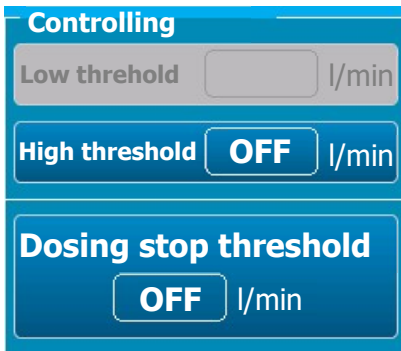 Controlling
Low threhold l/min
High threshold OFF l/min
Dosing stop threshold
OFF l/min